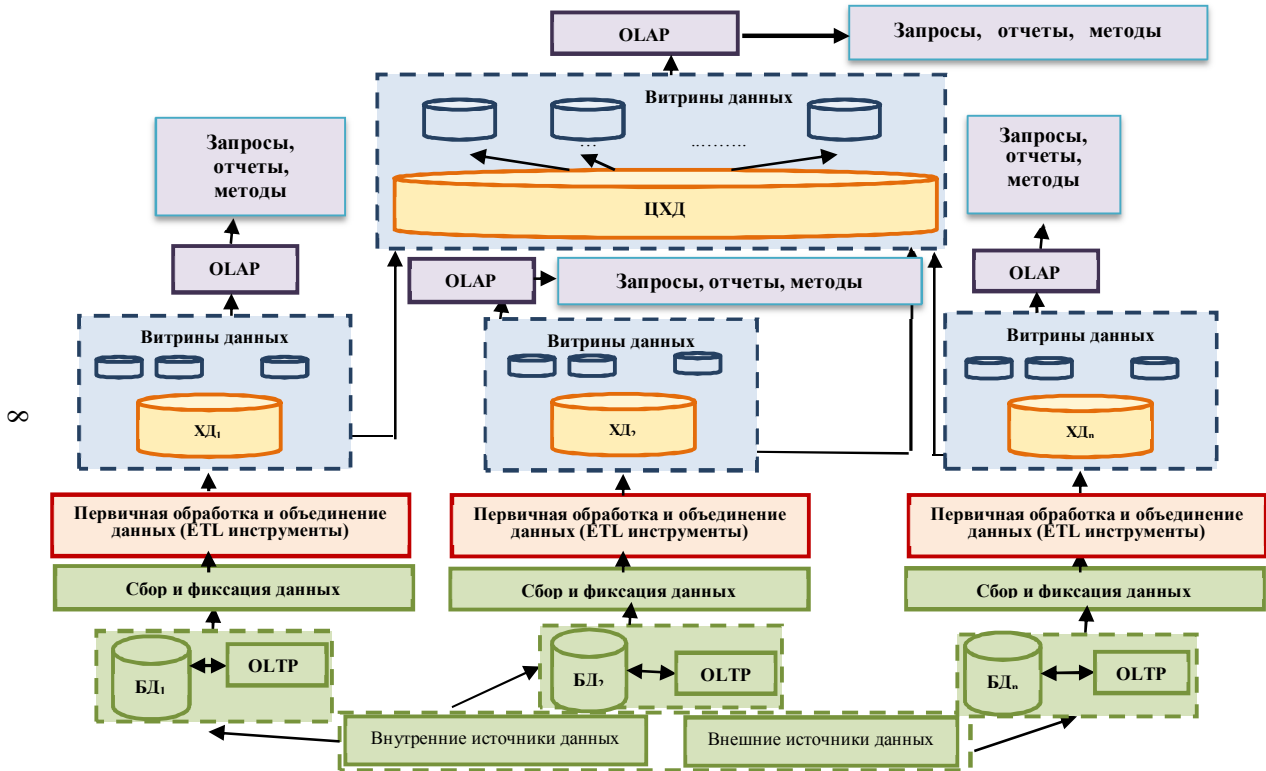 OLAP
Запросы, отчеты, методы
Витрины данных
... .........
ЦХД
Запросы,
отчеты,
методы
Запросы,
отчеты,
методы
OLAP
OLAP
Запросы, отчеты, методы
OLAP
Витрины данных
Витрины данных
Витрины данных
∞
ХД₁
ХД₂
ХДₙ
Первичная обработка и объединение
данных (ETL инструменты)
Первичная обработка и объединение
данных (ETL инструменты)
Первичная обработка и объединение
данных (ETL инструменты)
Сбор и фиксация данных
Сбор и фиксация данных
Сбор и фиксация данных
БД₁
OLTP
БД₂
OLTP
БДₙ
OLTP
Внутренние источники данных
Внешние источники данных